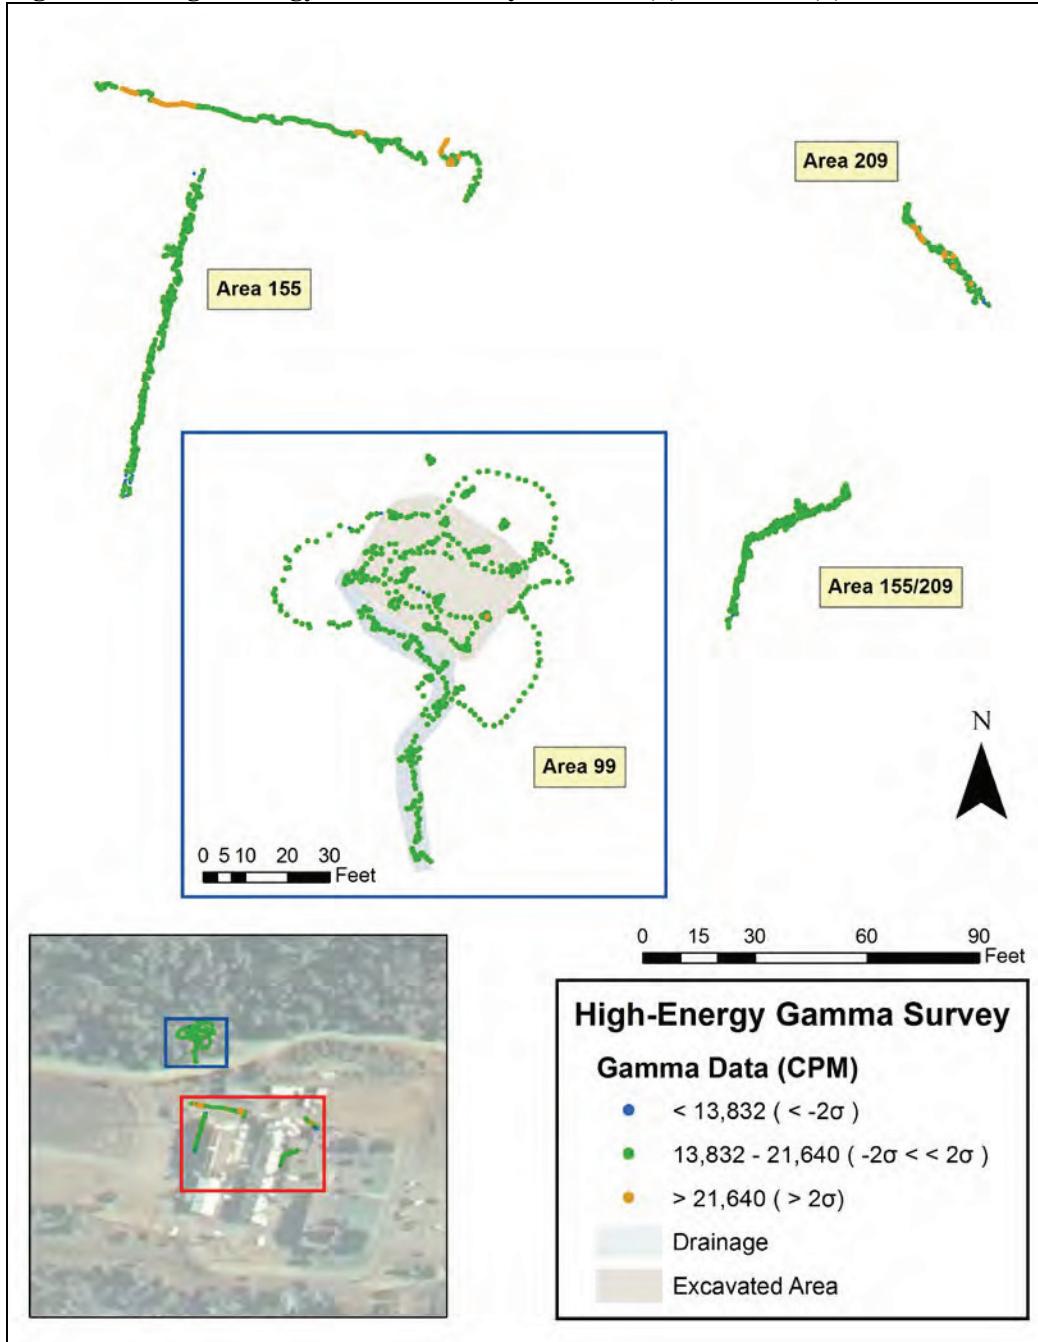 Area 209
Area 155
Area 155/209
Area 99
N
0 5 10 20 30
Feet
0 15 30 60 90
Feet
High-Energy Gamma Survey
Gamma Data (CPM)
< 13,832 ( < -2σ )
13,832 - 21,640 ( -2σ < < 2σ )
> 21,640 ( > 2σ)
Drainage
Excavated Area